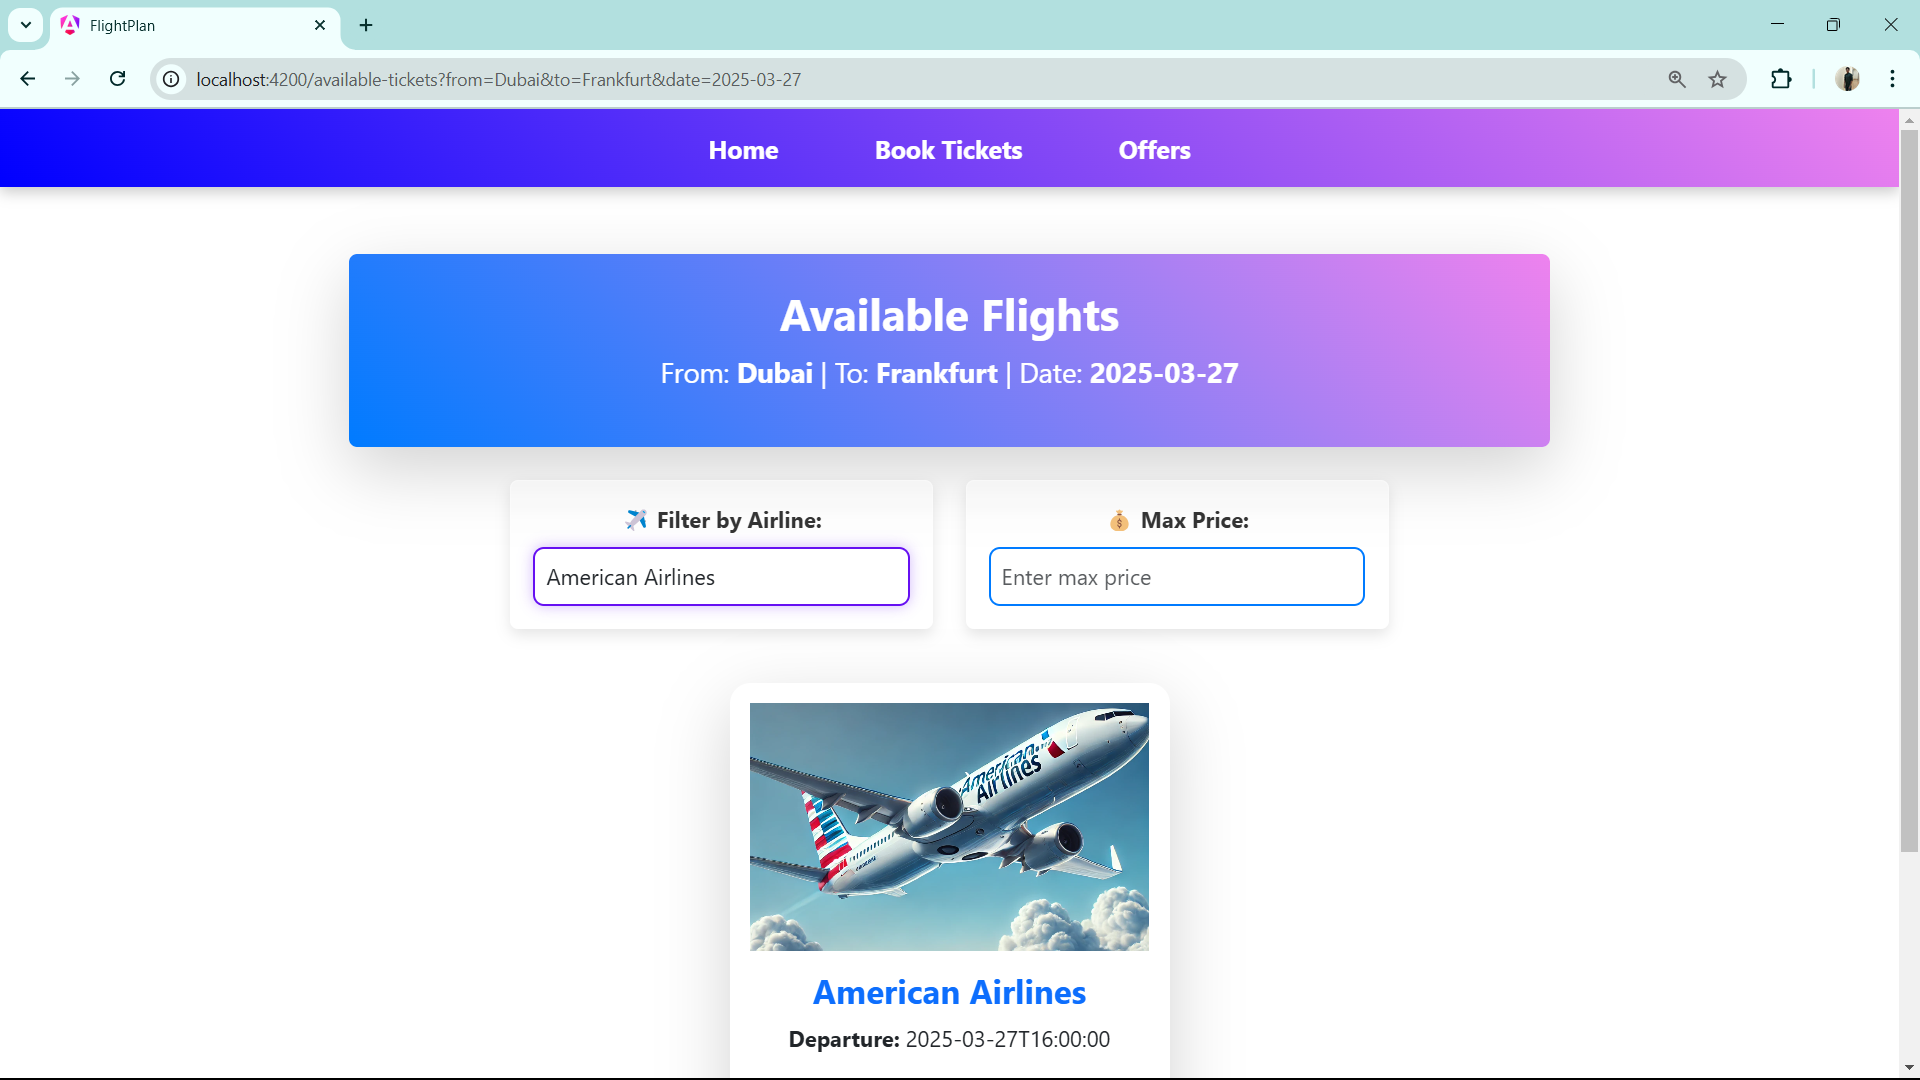 FlightPlan
localhost:4200/available-tickets?from=Dubai&to=Frankfurt&date=2025-03-27
Home Book Tickets Offers
Available Flights
From: Dubai | To: Frankfurt | Date: 2025-03-27
✈️ Filter by Airline:
American Airlines
💰 Max Price:
Enter max price
American
Airlines
American Airlines
Departure: 2025-03-27T16:00:00